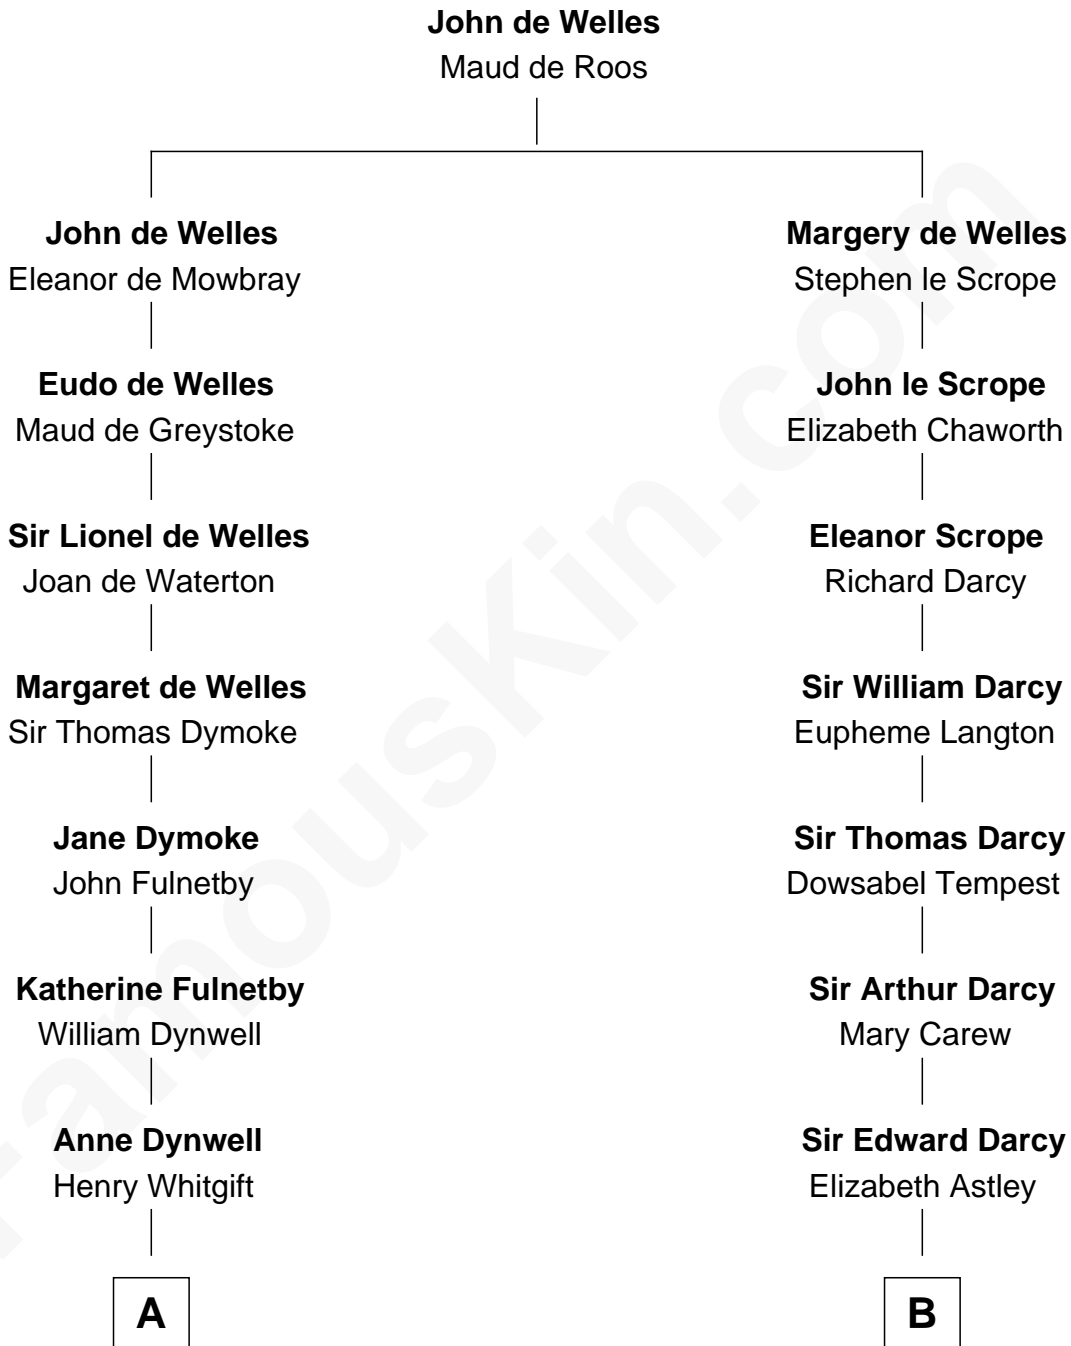 John de Welles
Maud de Roos
John de Welles
Eleanor de Mowbray
Margery de Welles
Stephen le Scrope
Eudo de Welles
Maud de Greystoke
John le Scrope
Elizabeth Chaworth
Sir Lionel de Welles
Joan de Waterton
Eleanor Scrope
Richard Darcy
Margaret de Welles
Sir Thomas Dymoke
Sir William Darcy
Eupheme Langton
Jane Dymoke
John Fulnetby
Sir Thomas Darcy
Dowsabel Tempest
Katherine Fulnetby
William Dynwell
Sir Arthur Darcy
Mary Carew
Anne Dynwell
Henry Whitgift
Sir Edward Darcy
Elizabeth Astley
A
B
FamousKin.com